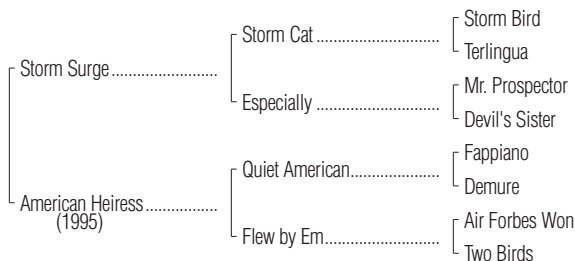 Storm Bird
Storm Cat ..............................
Terlingua
Storm Surge.........................
Mr. Prospector
Especially ..............................
Devil's Sister
Fappiano
Quiet American......................
Demure
American Heiress.................
(1995)
Air Forbes Won
Flew by Em...........................
Two Birds